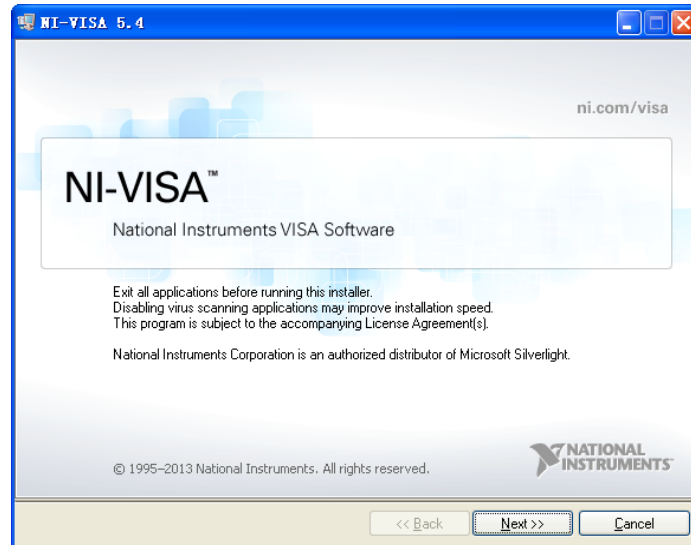 NI-VISA 5.4
ni.com/visa
NI-VISA™
National Instruments VISA Software
Exit all applications before running this installer.
Disabling virus scanning applications may improve installation speed.
This program is subject to the accompanying License Agreement(s).
National Instruments Corporation is an authorized distributor of Microsoft Silverlight.
© 1995–2013 National Instruments. All rights reserved.
NATIONAL
INSTRUMENTS™
<< Back Next >> Cancel